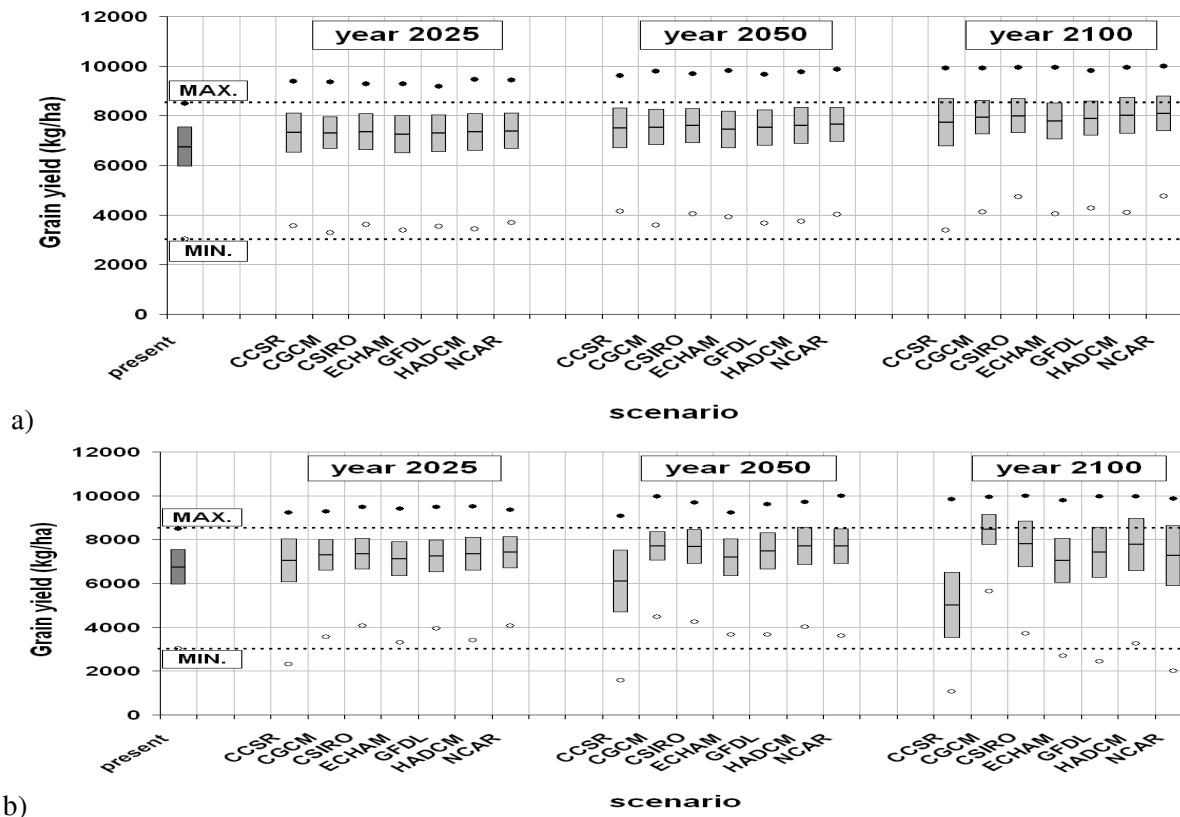 12000
year 2025 year 2050 year 2100
10000
MAX.
8000
6000
4000
MIN.
2000
0
Grain yield (kg/ha)
present CCSR CGCM CSIRO ECHAM GFDL HADCM NCAR CCSR CGCM CSIRO ECHAM GFDL HADCM NCAR CCSR CGCM CSIRO ECHAM GFDL HADCM NCAR
scenario
a)
12000
year 2025 year 2050 year 2100
10000
MAX.
8000
6000
4000
MIN.
2000
0
Grain yield (kg/ha)
present CCSR CGCM CSIRO ECHAM GFDL HADCM NCAR CCSR CGCM CSIRO ECHAM GFDL HADCM NCAR CCSR CGCM CSIRO ECHAM GFDL HADCM NCAR
scenario
b)